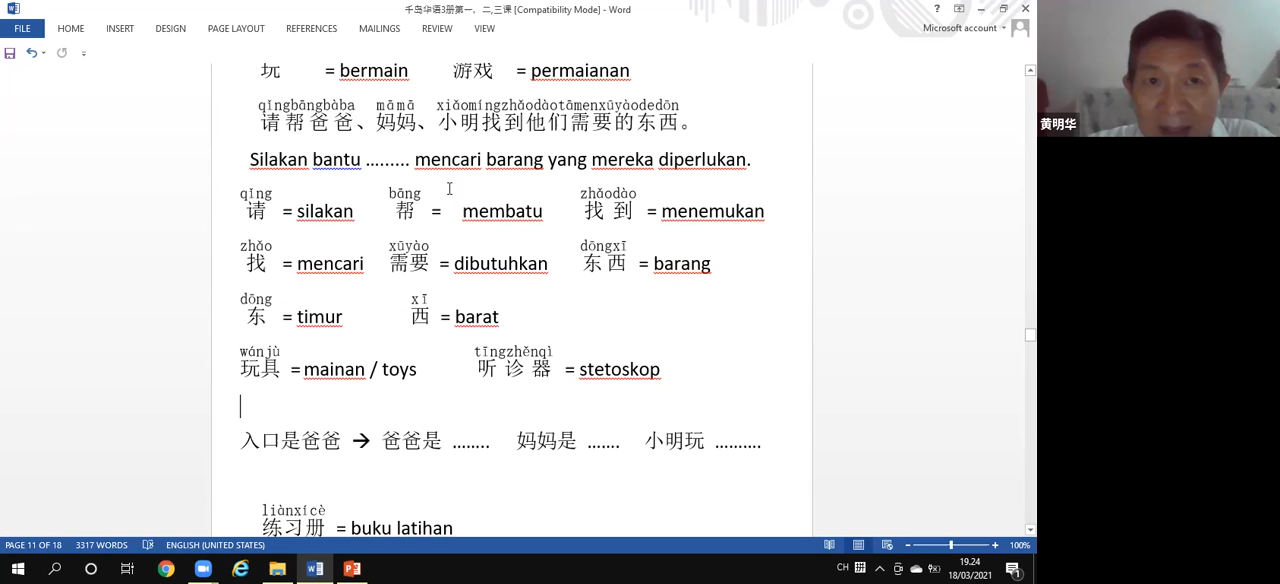 千岛华语3册第一，二,三课 [Compatibility Mode] - Word
FILE HOME INSERT DESIGN PAGE LAYOUT REFERENCES MAILINGS REVIEW VIEW Microsoft account
玩 = bermain 游戏 = permaianan
qǐngbāngbàba māmā xiǎomíngzhǎodàotāmenxūyàodedōn
请帮爸爸、妈妈、小明找到他们需要的东西。
Silakan bantu ......... mencari barang yang mereka diperlukan.
qǐng bāng zhǎodào
请 = silakan 帮 = membatu 找到 = menemukan
zhǎo xūyào dōngxī
找 = mencari 需要 = dibutuhkan 东西 = barang
dōng xī
东 = timur 西 = barat
wánjù tīngzhěnqì
玩具 = mainan / toys 听诊器 = stetoskop
入口是爸爸 → 爸爸是 ........ 妈妈是 ....... 小明玩 ..........
liànxícè
练习册 = buku latihan
黄明华
PAGE 11 OF 18 3317 WORDS ENGLISH (UNITED STATES) 100%
CH 19.24
18/03/2021